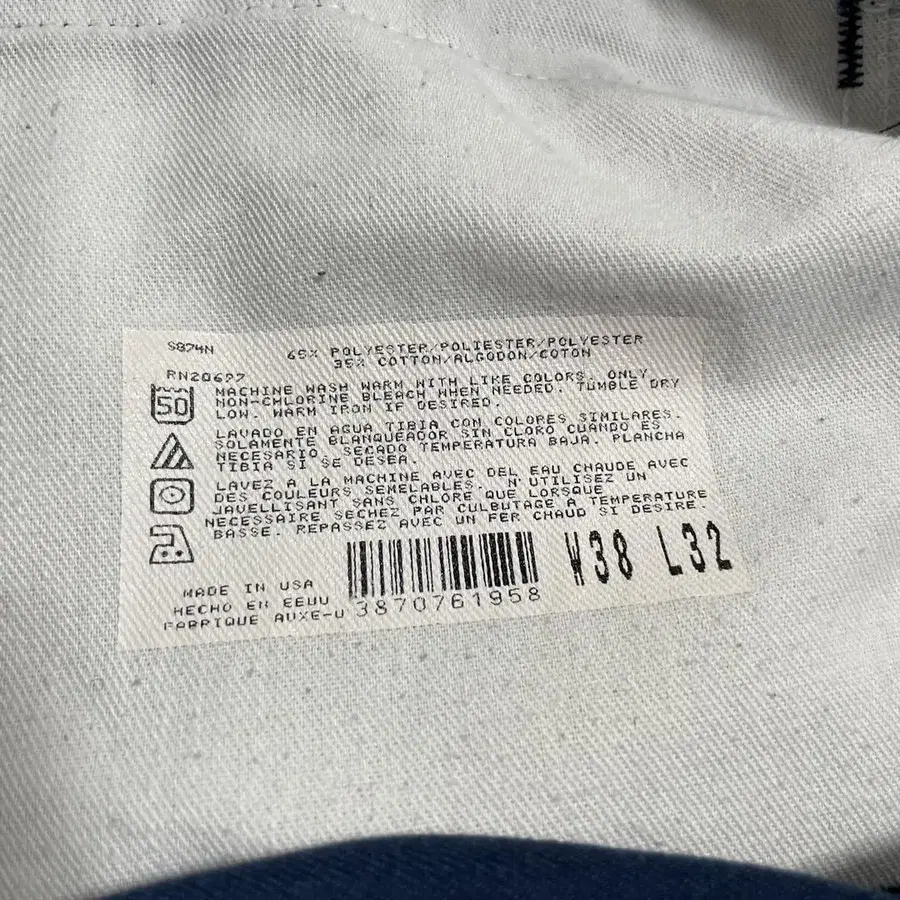 S874N
65% POLYESTER/POLIESTER/POLYESTER
35% COTTON/ALGODON/COTON
RN20697
MACHINE WASH WARM WITH LIKE COLORS. ONLY
NON-CHLORINE BLEACH WHEN NEEDED. TUMBLE DRY
LOW. WARM IRON IF DESIRED.
50
LAVADO EN AGUA TIBIA CON COLORES SIMILARES.
SOLAMENTE BLANQUEADOR SIN CLORO CUANDO ES
NECESARIO. SECADO TEMPERATURA BAJA. PLANCHA
TIBIA SI SE DESEA.
LAVEZ A LA MACHINE AVEC DEL EAU CHAUDE AVEC
DES COULEURS SEMELABLES. N'UTILISEZ UN
JAVELLISANT SANS CHLORE QUE LORSQUE
NECESSAIRE SECHEZ PAR CULBUTAGE A TEMPERATURE
BASSE. REPASSEZ AVEC UN FER CHAUD SI DESIRE.
W38 L32
MADE IN USA
HECHO EN EEUU
FABRIQUE AUXE-U
3870761958